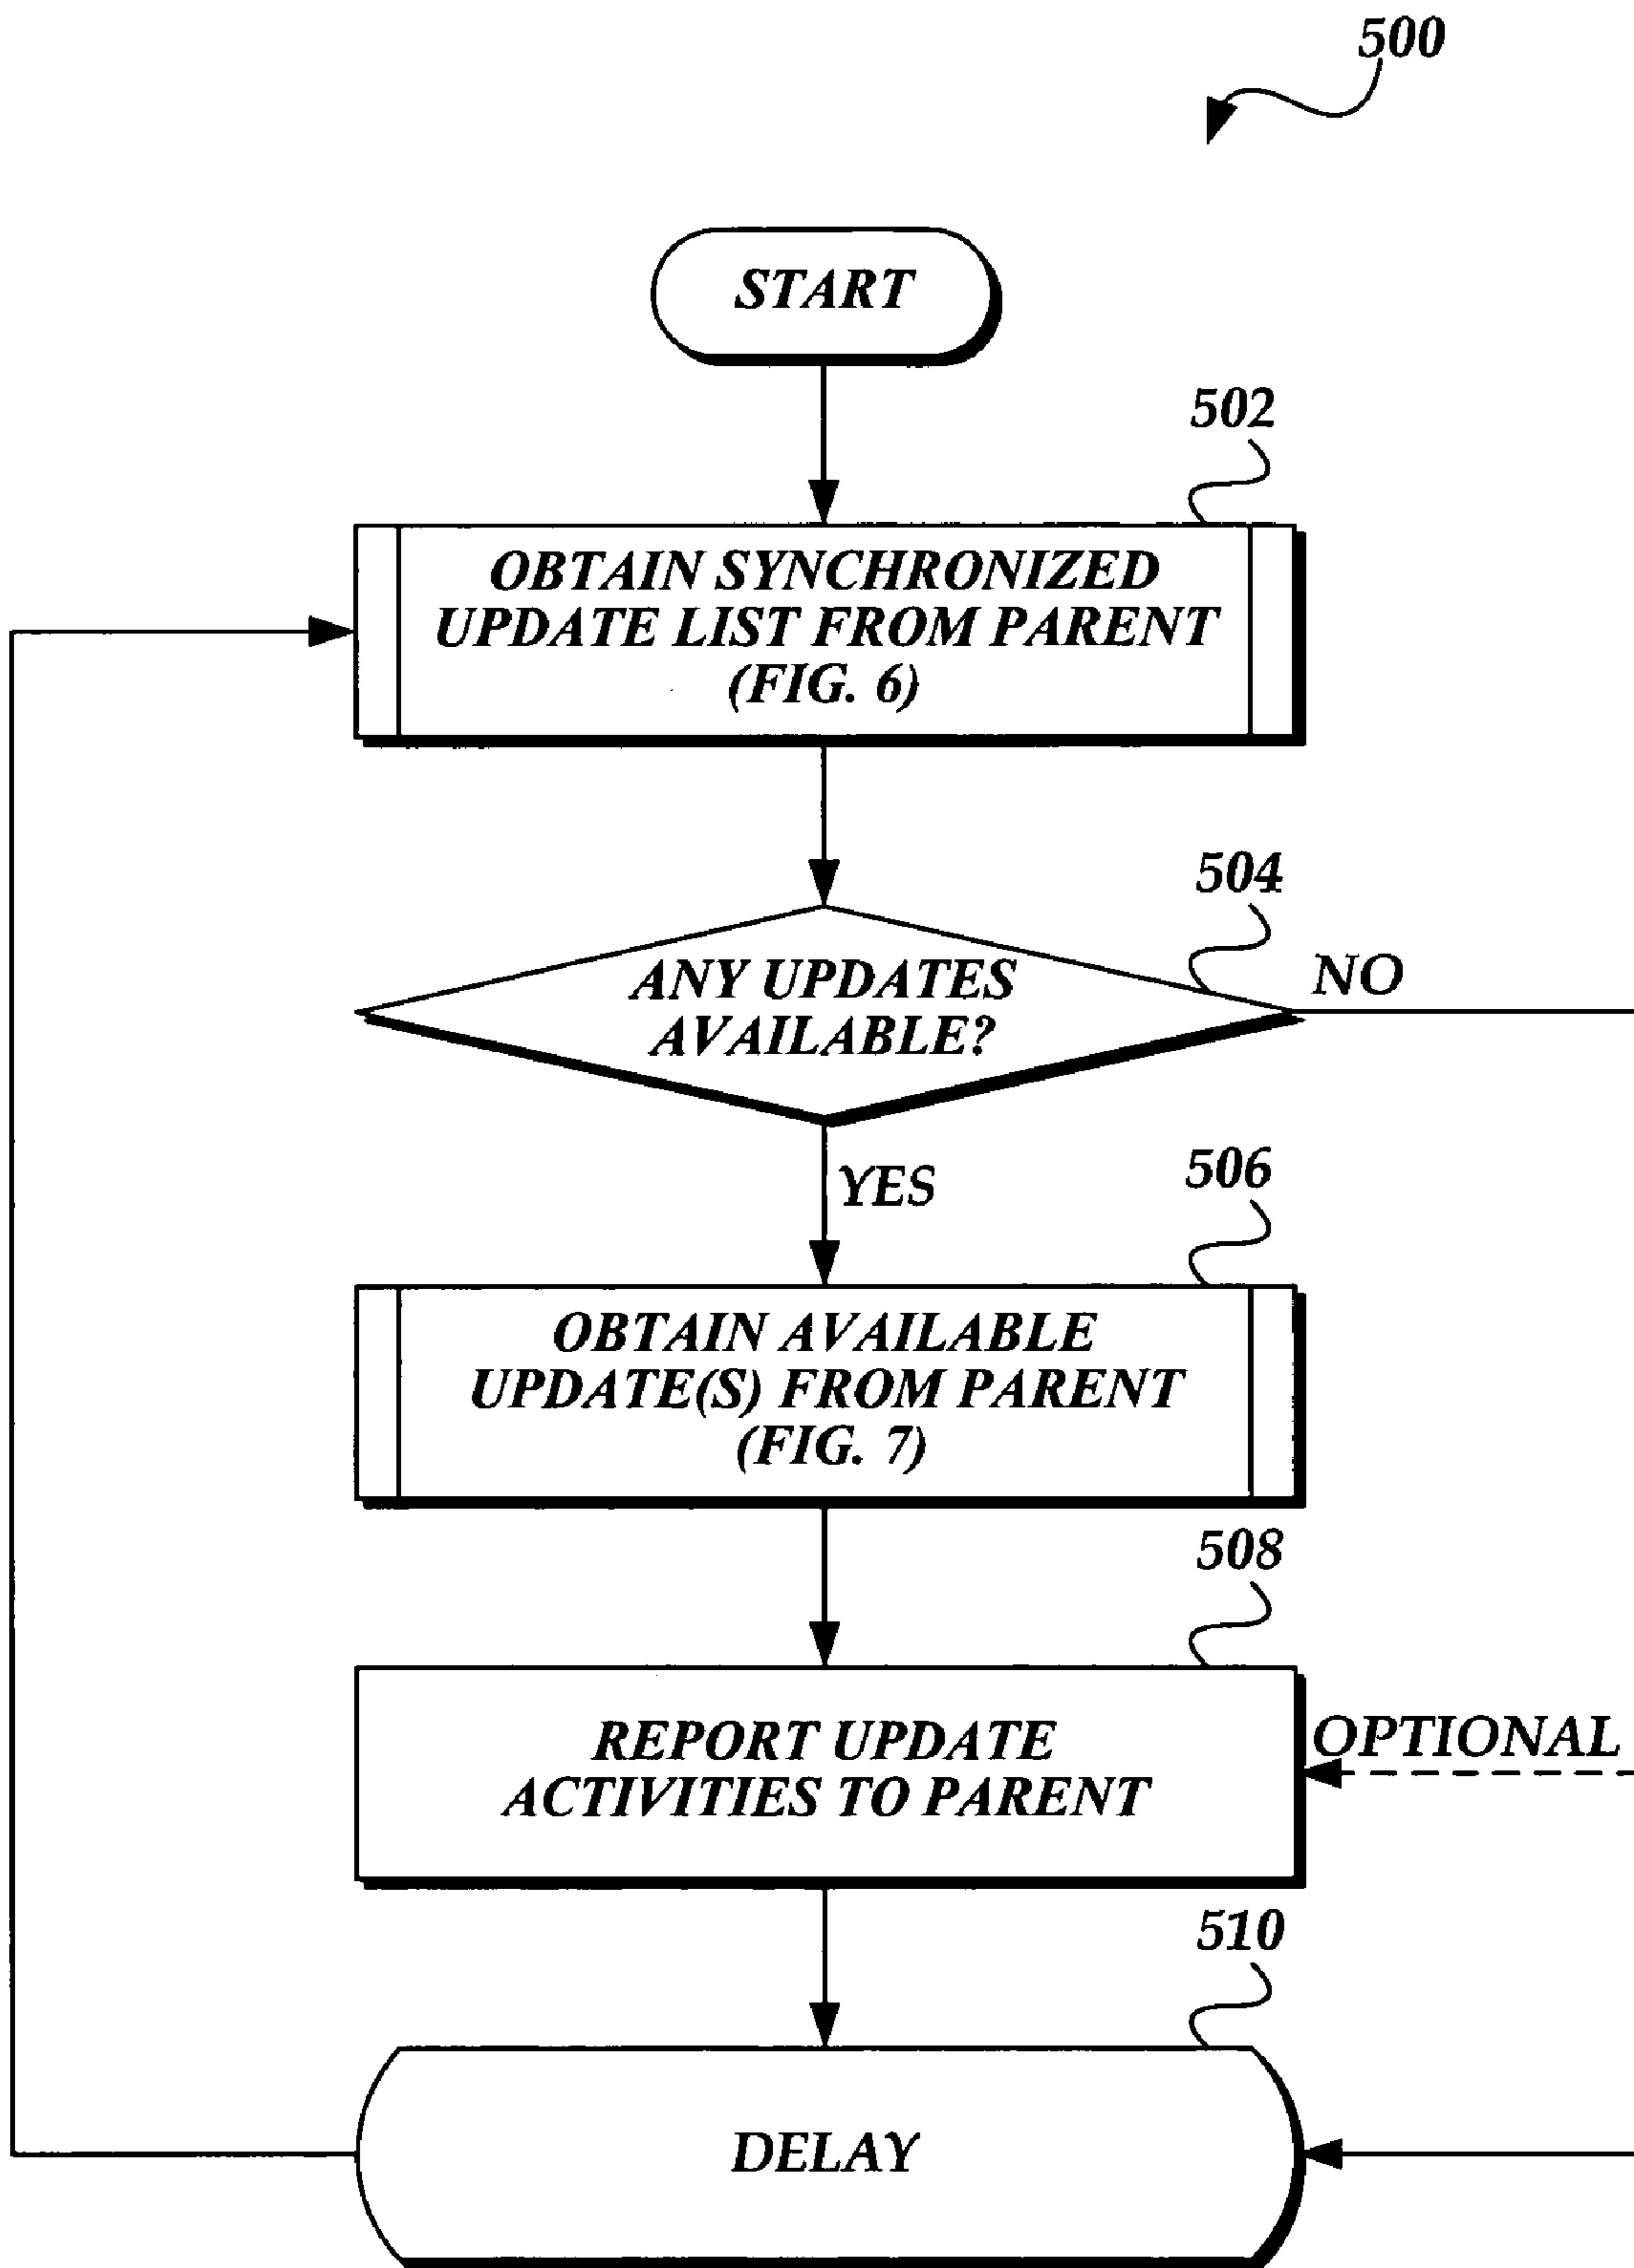 500
START
502
OBTAIN SYNCHRONIZED
UPDATE LIST FROM PARENT
(FIG. 6)
504
ANY UPDATES
AVAILABLE?
NO
YES
506
OBTAIN AVAILABLE
UPDATE(S) FROM PARENT
(FIG. 7)
508
REPORT UPDATE
ACTIVITIES TO PARENT
OPTIONAL
510
DELAY